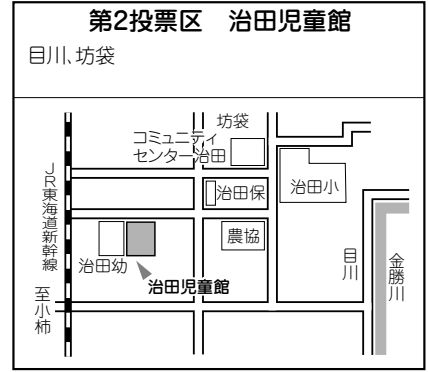 第2投票区　治田児童館
目川、坊袋
坊袋
コミュニティ
センター治田
治田保
治田小
JR東海道新幹線
至小柿
治田幼
治田児童館
農協
目川
金勝川